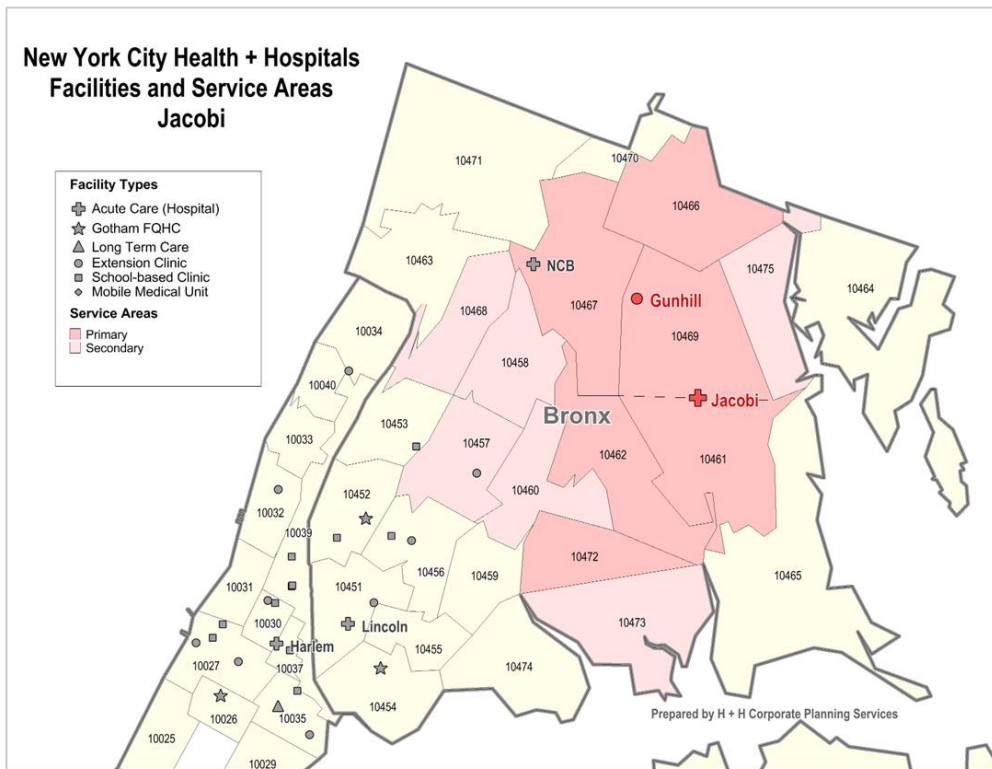 New York City Health + Hospitals
Facilities and Service Areas
Jacobi
Facility Types
Acute Care (Hospital)
Gotham FQHC
Long Term Care
Extension Clinic
School-based Clinic
Mobile Medical Unit
Service Areas
Primary
Secondary
10471
10470
10466
10463
NCB
10475
10464
10468
10467
Gunhill
10034
10469
10458
10040
Jacobi
10453
Bronx
10033
10457
10462
10461
10460
10452
10032
10039
10472
10456
10459
10465
10031
10451
10030
Lincoln
10473
Harlem
10455
10027
10037
10474
10454
10026
10035
10025
10029
Prepared by H + H Corporate Planning Services